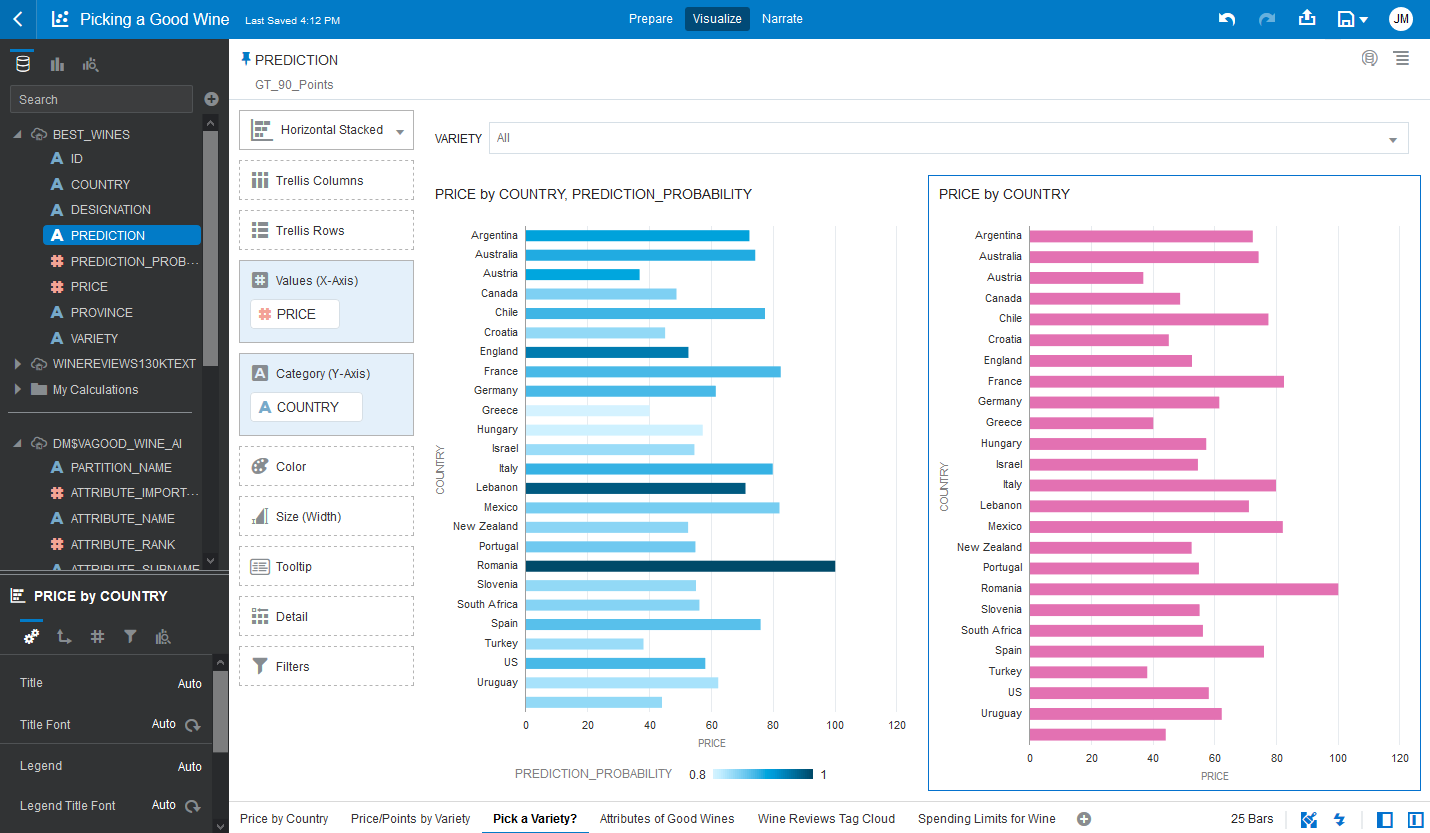 Picking a Good Wine
Last Saved 4:12 PM
Prepare
Visualize
Narrate
JM
Search
BEST_WINES
A ID
A COUNTRY
A DESIGNATION
A PREDICTION
# PREDICTION_PROB...
# PRICE
A PROVINCE
A VARIETY
WINEREVIEWS130KTEXT
My Calculations
DM$VAGOOD_WINE_AI
A PARTITION_NAME
# ATTRIBUTE_IMPORT...
A ATTRIBUTE_NAME
# ATTRIBUTE_RANK
A ATTRIBUTE_SUBNAME
PRICE by COUNTRY
#
Title Auto
Title Font Auto
Legend Auto
Legend Title Font Auto
PREDICTION
GT_90_Points
Horizontal Stacked
Trellis Columns
Trellis Rows
# Values (X-Axis)
# PRICE
A Category (Y-Axis)
A COUNTRY
Color
Size (Width)
Tooltip
Detail
Filters
VARIETY All
PRICE by COUNTRY, PREDICTION_PROBABILITY
COUNTRY
Argentina
Australia
Austria
Canada
Chile
Croatia
England
France
Germany
Greece
Hungary
Israel
Italy
Lebanon
Mexico
New Zealand
Portugal
Romania
Slovenia
South Africa
Spain
Turkey
US
Uruguay
0 20 40 60 80 100 120
PRICE
PREDICTION_PROBABILITY 0.8 1
PRICE by COUNTRY
COUNTRY
Argentina
Australia
Austria
Canada
Chile
Croatia
England
France
Germany
Greece
Hungary
Israel
Italy
Lebanon
Mexico
New Zealand
Portugal
Romania
Slovenia
South Africa
Spain
Turkey
US
Uruguay
0 20 40 60 80 100 120
PRICE
Price by Country
Price/Points by Variety
Pick a Variety?
Attributes of Good Wines
Wine Reviews Tag Cloud
Spending Limits for Wine
25 Bars